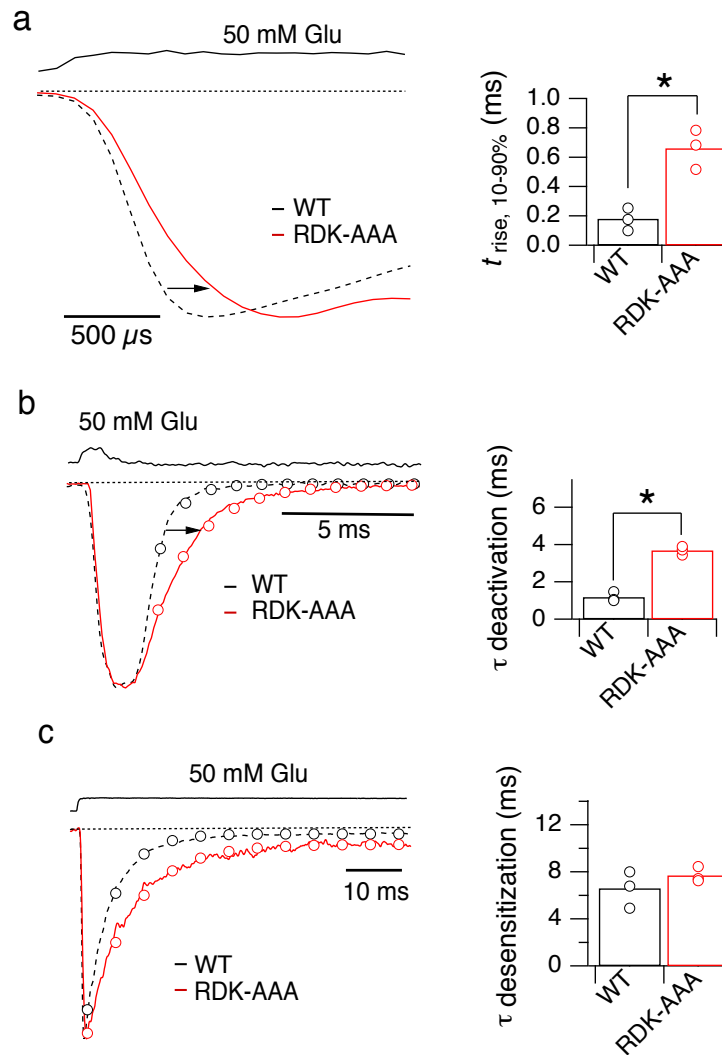 a
50 mM Glu
WT
RDK-AAA
500 µs
*
1.0
0.8
0.6
0.4
0.2
0.0
t rise, 10-90% (ms)
WT
RDK-AAA
b
50 mM Glu
5 ms
WT
RDK-AAA
*
6
4
2
0
τ deactivation (ms)
WT
RDK-AAA
c
50 mM Glu
10 ms
WT
RDK-AAA
12
8
4
0
τ desensitization (ms)
WT
RDK-AAA